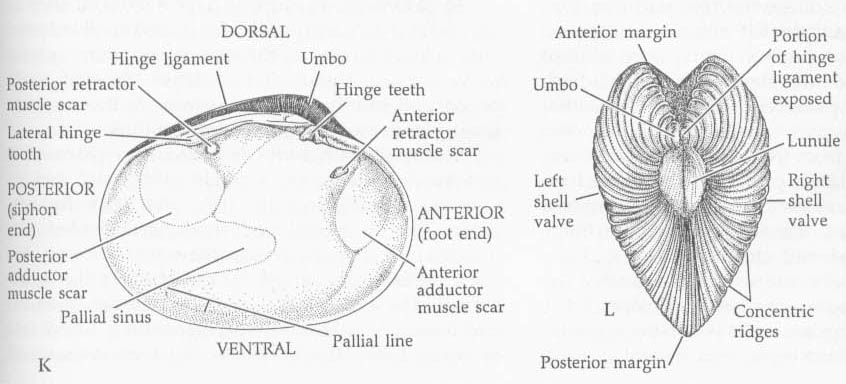 DORSAL
Hinge ligament
Umbo
Posterior retractor
muscle scar
Hinge teeth
Anterior
retractor
muscle scar
Lateral hinge
tooth
POSTERIOR
(siphon
end)
ANTERIOR
(foot end)
Posterior
adductor
muscle scar
Anterior
adductor
muscle scar
Pallial sinus
Pallial line
VENTRAL
K
Anterior margin
Portion
of hinge
ligament
exposed
Umbo
Lunule
Left
shell
valve
Right
shell
valve
L
Concentric
ridges
Posterior margin